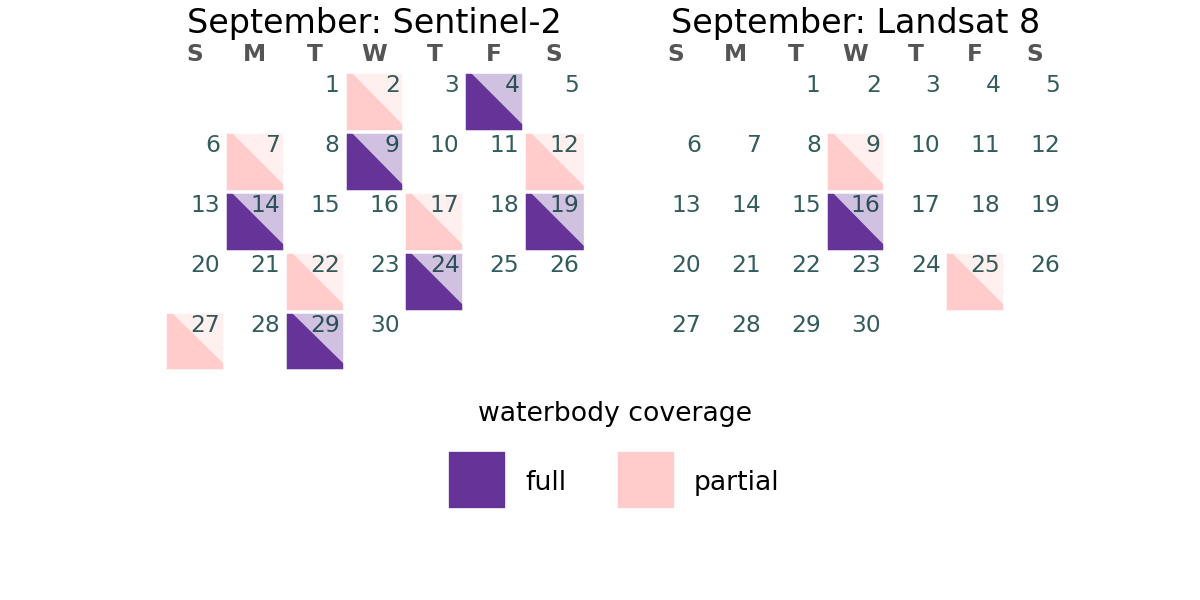 September: Sentinel-2
S M T W T F S
1 2 3 4 5
6 7 8 9 10 11 12
13 14 15 16 17 18 19
20 21 22 23 24 25 26
27 28 29 30
September: Landsat 8
S M T W T F S
1 2 3 4 5
6 7 8 9 10 11 12
13 14 15 16 17 18 19
20 21 22 23 24 25 26
27 28 29 30
waterbody coverage
full partial